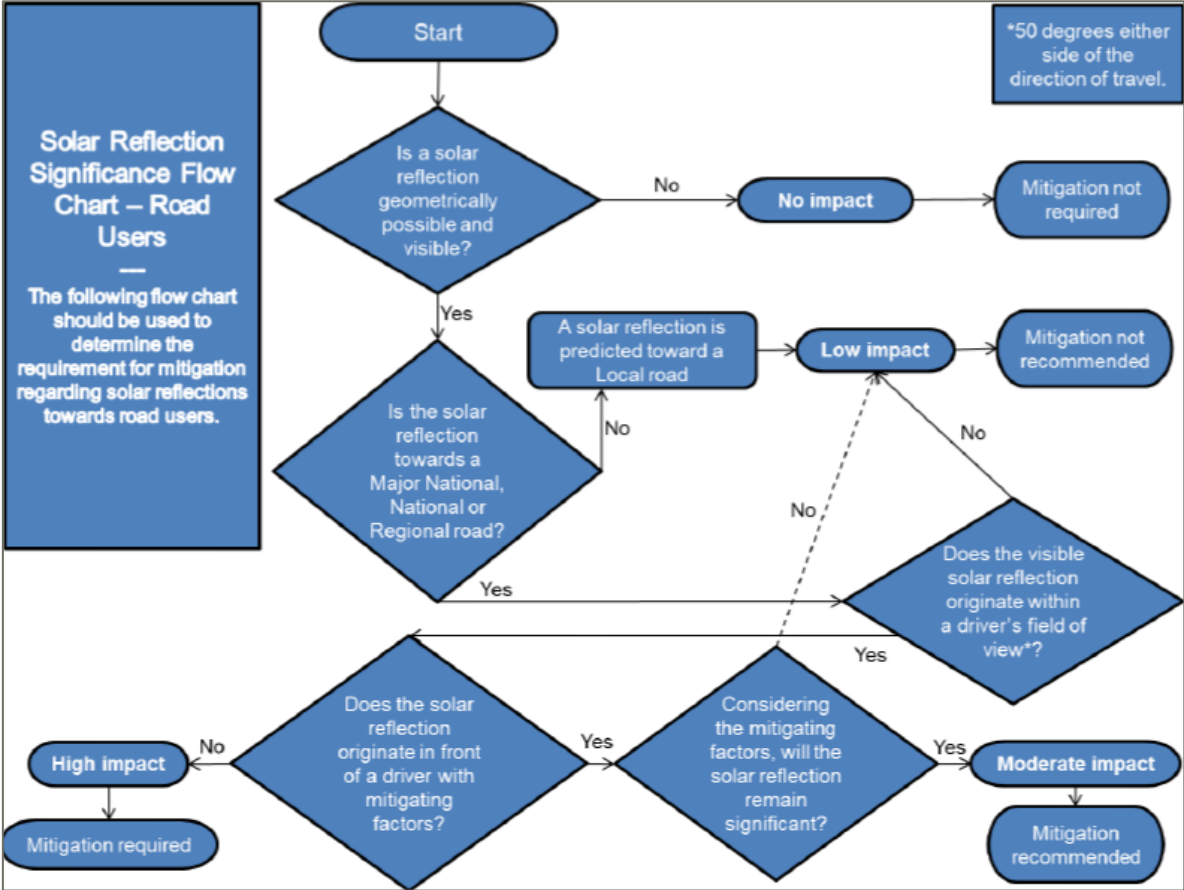 Solar Reflection
Significance Flow
Chart – Road
Users
---
The following flow chart
should be used to
determine the
requirement for mitigation
regarding solar reflections
towards road users.
Start
*50 degrees either
side of the
direction of travel.
Is a solar
reflection
geometrically
possible and
visible?
No
No impact
Mitigation not
required
Yes
A solar reflection is
predicted toward a
Local road
Low impact
Mitigation not
recommended
Is the solar
reflection
towards a
Major National,
National or
Regional road?
No
No
No
Yes
Does the visible
solar reflection
originate within
a driver's field of
view*?
Yes
Does the solar
reflection
originate in front
of a driver with
mitigating
factors?
No
High impact
Mitigation required
Yes
Considering
the mitigating
factors, will the
solar reflection
remain
significant?
Yes
Moderate impact
Mitigation
recommended